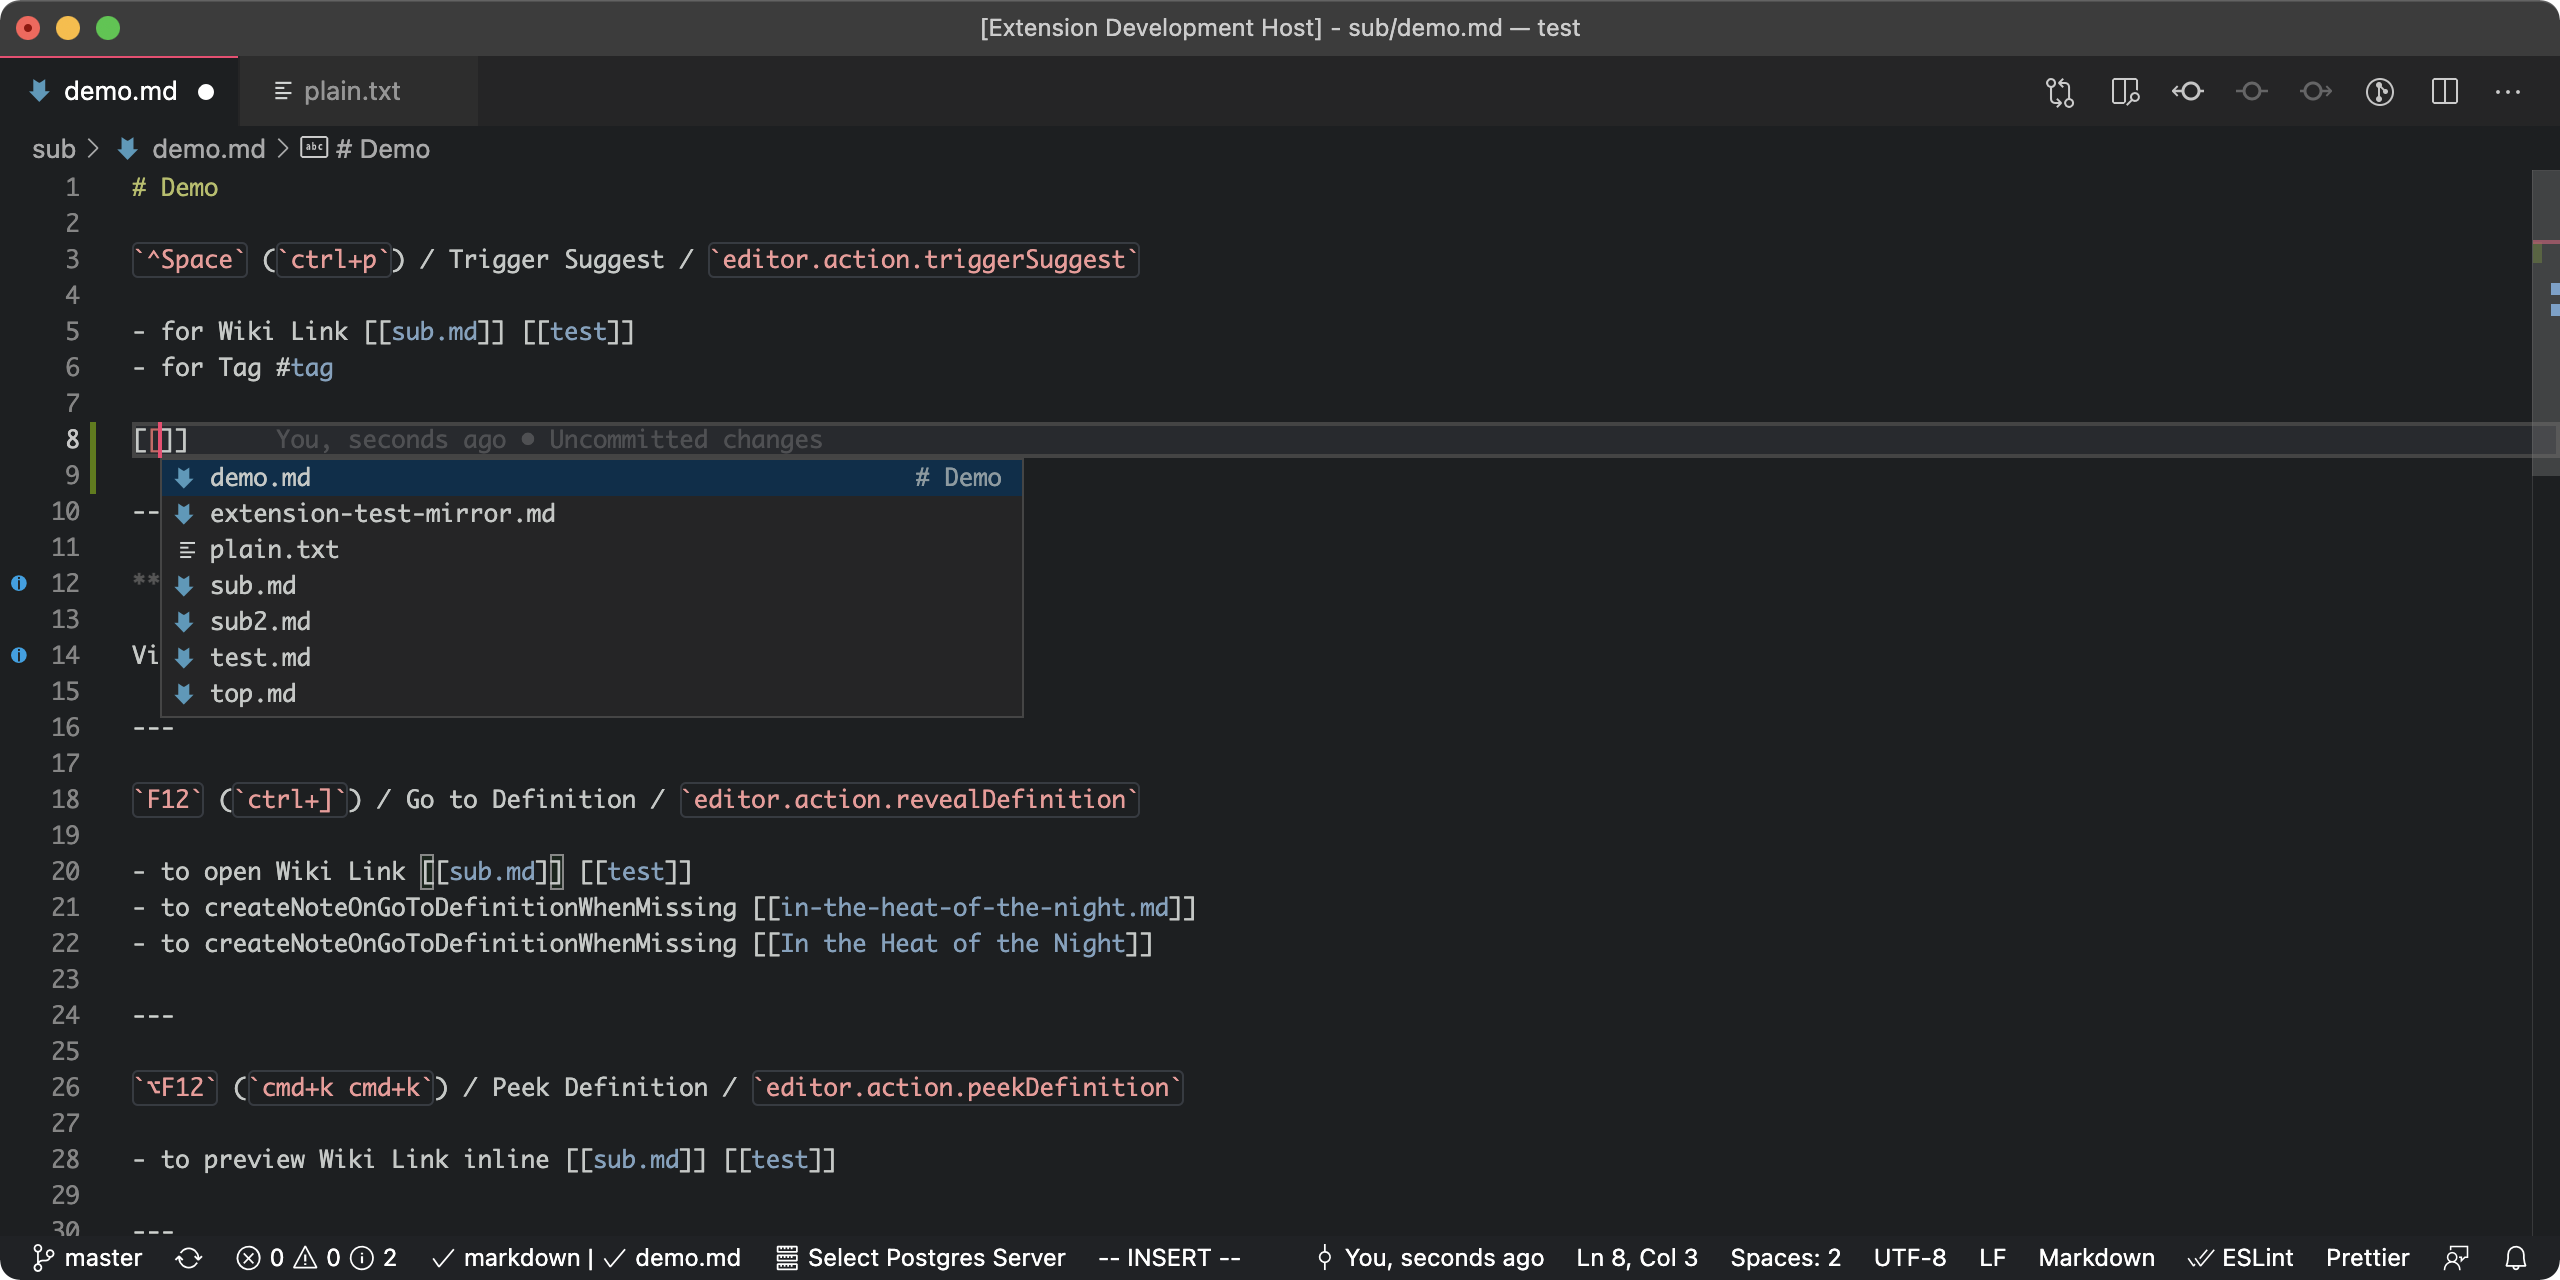 [Extension Development Host] - sub/demo.md — test
demo.md
plain.txt
sub > demo.md > abc # Demo
1 # Demo
2
3 `^Space` (`ctrl+p`) / Trigger Suggest / `editor.action.triggerSuggest`
4
5 - for Wiki Link [[sub.md]] [[test]]
6 - for Tag #tag
7
8 [[]] You, seconds ago • Uncommitted changes
9 demo.md # Demo
10 -- extension-test-mirror.md
11 plain.txt
12 ** sub.md
13 sub2.md
14 Vi test.md
15 top.md
16 ---
17
18 `F12` (`ctrl+]`) / Go to Definition / `editor.action.revealDefinition`
19
20 - to open Wiki Link [[sub.md]] [[test]]
21 - to createNoteOnGoToDefinitionWhenMissing [[in-the-heat-of-the-night.md]]
22 - to createNoteOnGoToDefinitionWhenMissing [[In the Heat of the Night]]
23
24 ---
25
26 `⌥F12` (`cmd+k cmd+k`) / Peek Definition / `editor.action.peekDefinition`
27
28 - to preview Wiki Link inline [[sub.md]] [[test]]
29
30 ---
master 0 0 2 ✓ markdown | ✓ demo.md Select Postgres Server -- INSERT -- You, seconds ago Ln 8, Col 3 Spaces: 2 UTF-8 LF Markdown ESLint Prettier